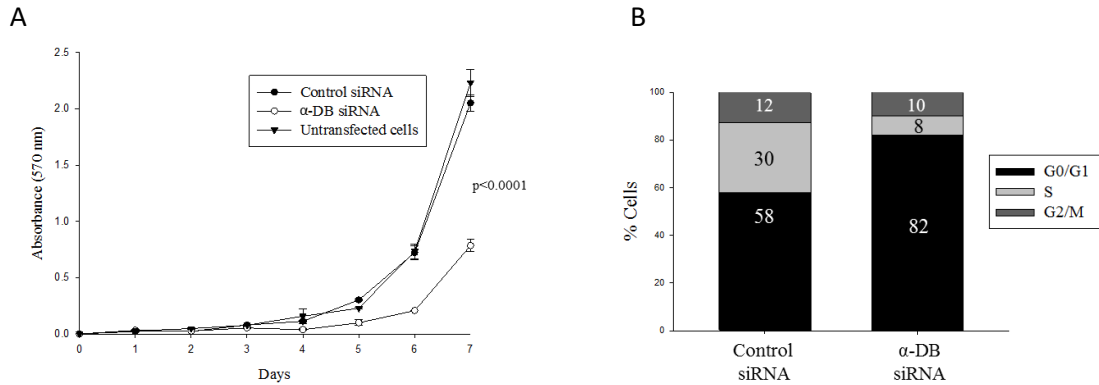 A
B
2.5
2.0
1.5
1.0
0.5
0.0
Absorbance (570 nm)
Control siRNA
α-DB siRNA
Untransfected cells
p<0.0001
0 1 2 3 4 5 6 7
Days
100
80
60
40
20
0
% Cells
12
30
58
10
8
82
G0/G1
S
G2/M
Control
siRNA
α-DB
siRNA